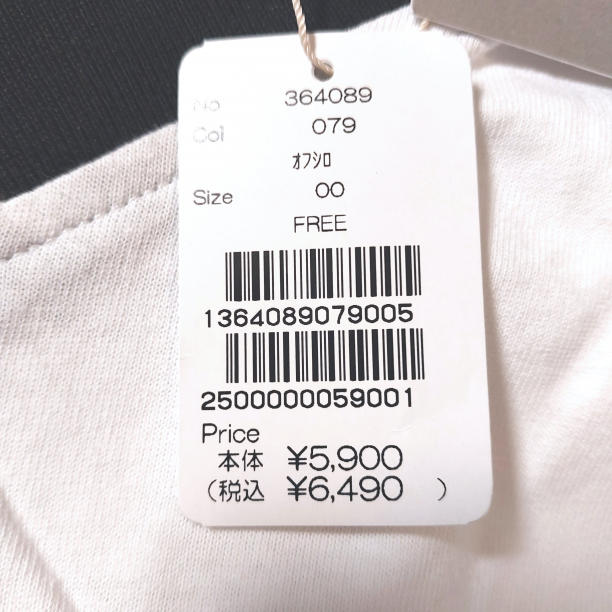 No 364089
Col 079
ｵﾌｼﾛ
Size 00
FREE
1364089079005
2500000059001
Price
本体 ¥5,900
(税込 ¥6,490 )